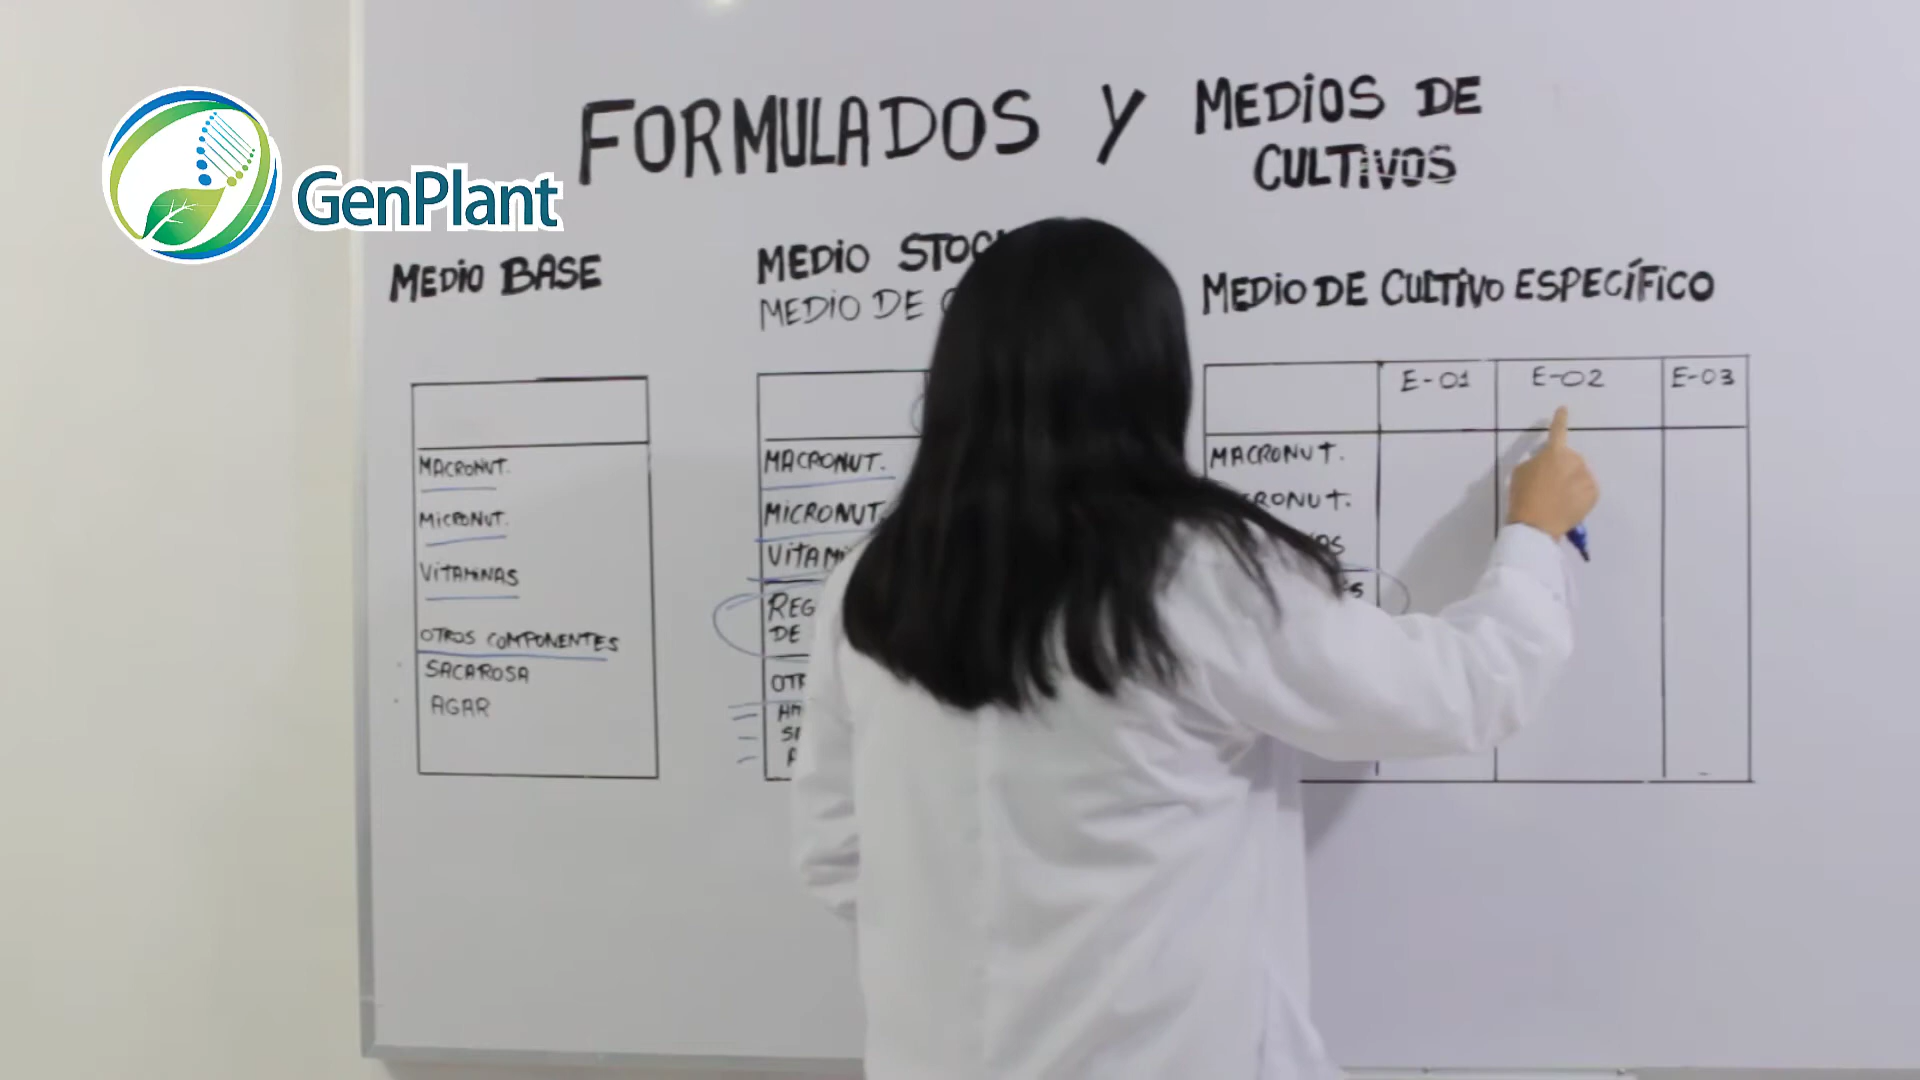 GenPlant
FORMULADOS Y MEDIOS DE
CULTIVOS
MEDIO BASE
MACRONUT.
MICRONUT.
VITAMINAS
OTROS COMPONENTES
SACAROSA
AGAR
MEDIO
MEDIO DE
MACRONUT.
MICRONUT.
DE
MEDIO DE CULTIVO ESPECÍFICO
E-01 E-02 E-03
MACRONUT.